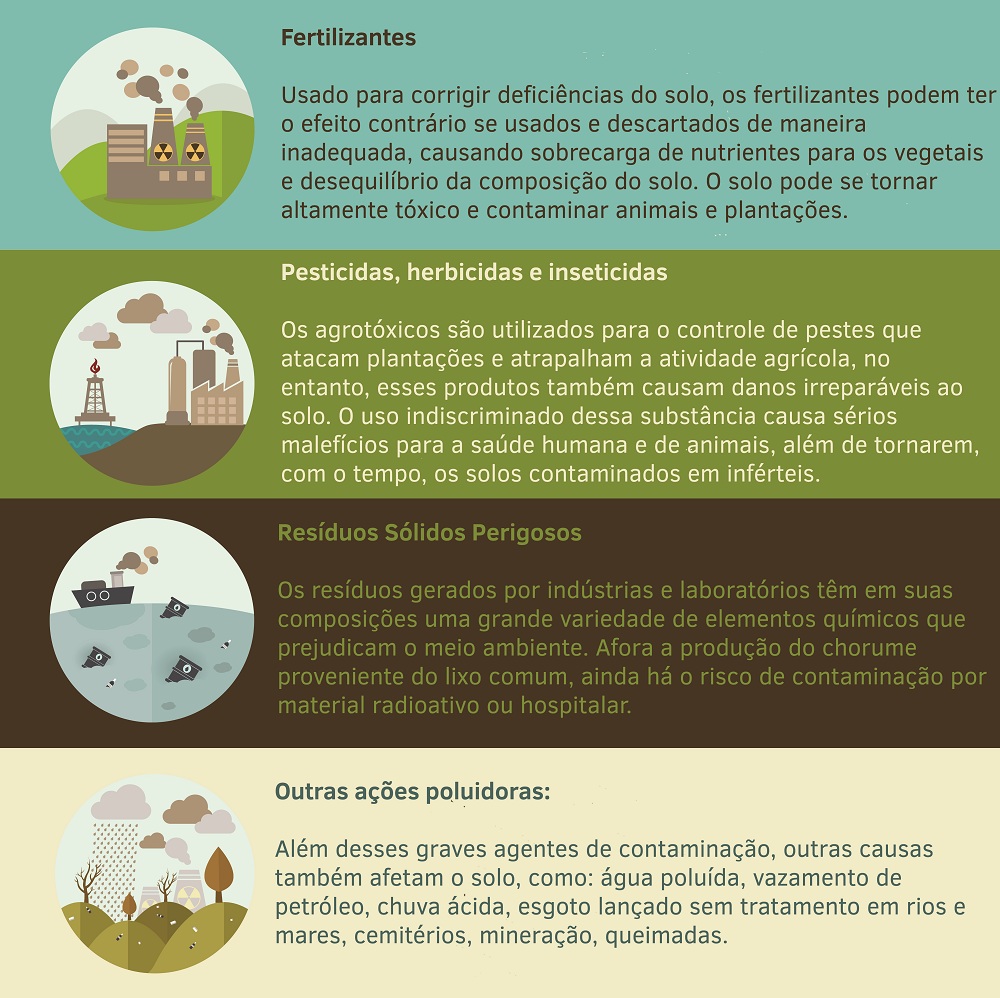 Fertilizantes
Usado para corrigir deficiências do solo, os fertilizantes podem ter
o efeito contrário se usados e descartados de maneira
inadequada, causando sobrecarga de nutrientes para os vegetais
e desequilíbrio da composição do solo. O solo pode se tornar
altamente tóxico e contaminar animais e plantações.
Pesticidas, herbicidas e inseticidas
Os agrotóxicos são utilizados para o controle de pestes que
atacam plantações e atrapalham a atividade agrícola, no
entanto, esses produtos também causam danos irreparáveis ao
solo. O uso indiscriminado dessa substância causa sérios
malefícios para a saúde humana e de animais, além de tornarem,
com o tempo, os solos contaminados em inférteis.
Resíduos Sólidos Perigosos
Os resíduos gerados por indústrias e laboratórios têm em suas
composições uma grande variedade de elementos químicos que
prejudicam o meio ambiente. Afora a produção do chorume
proveniente do lixo comum, ainda há o risco de contaminação por
material radioativo ou hospitalar.
Outras ações poluidoras:
Além desses graves agentes de contaminação, outras causas
também afetam o solo, como: água poluída, vazamento de
petróleo, chuva ácida, esgoto lançado sem tratamento em rios e
mares, cemitérios, mineração, queimadas.